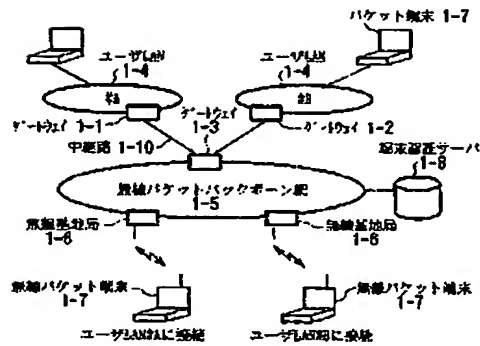 パケット端末 1-7
ユーザLAN
1-4
ユーザLAN
1-4
ゲートウェイ 1-1
ゲートウェイ
1-3
ゲートウェイ 1-2
中継路 1-10
無線パケットバックボーン網
1-5
端末認証サーバ
1-8
無線基地局
1-6
無線基地局
1-6
無線パケット端末
1-7
無線パケット端末
1-7
ユーザLAN
に接続
ユーザLAN
に接続